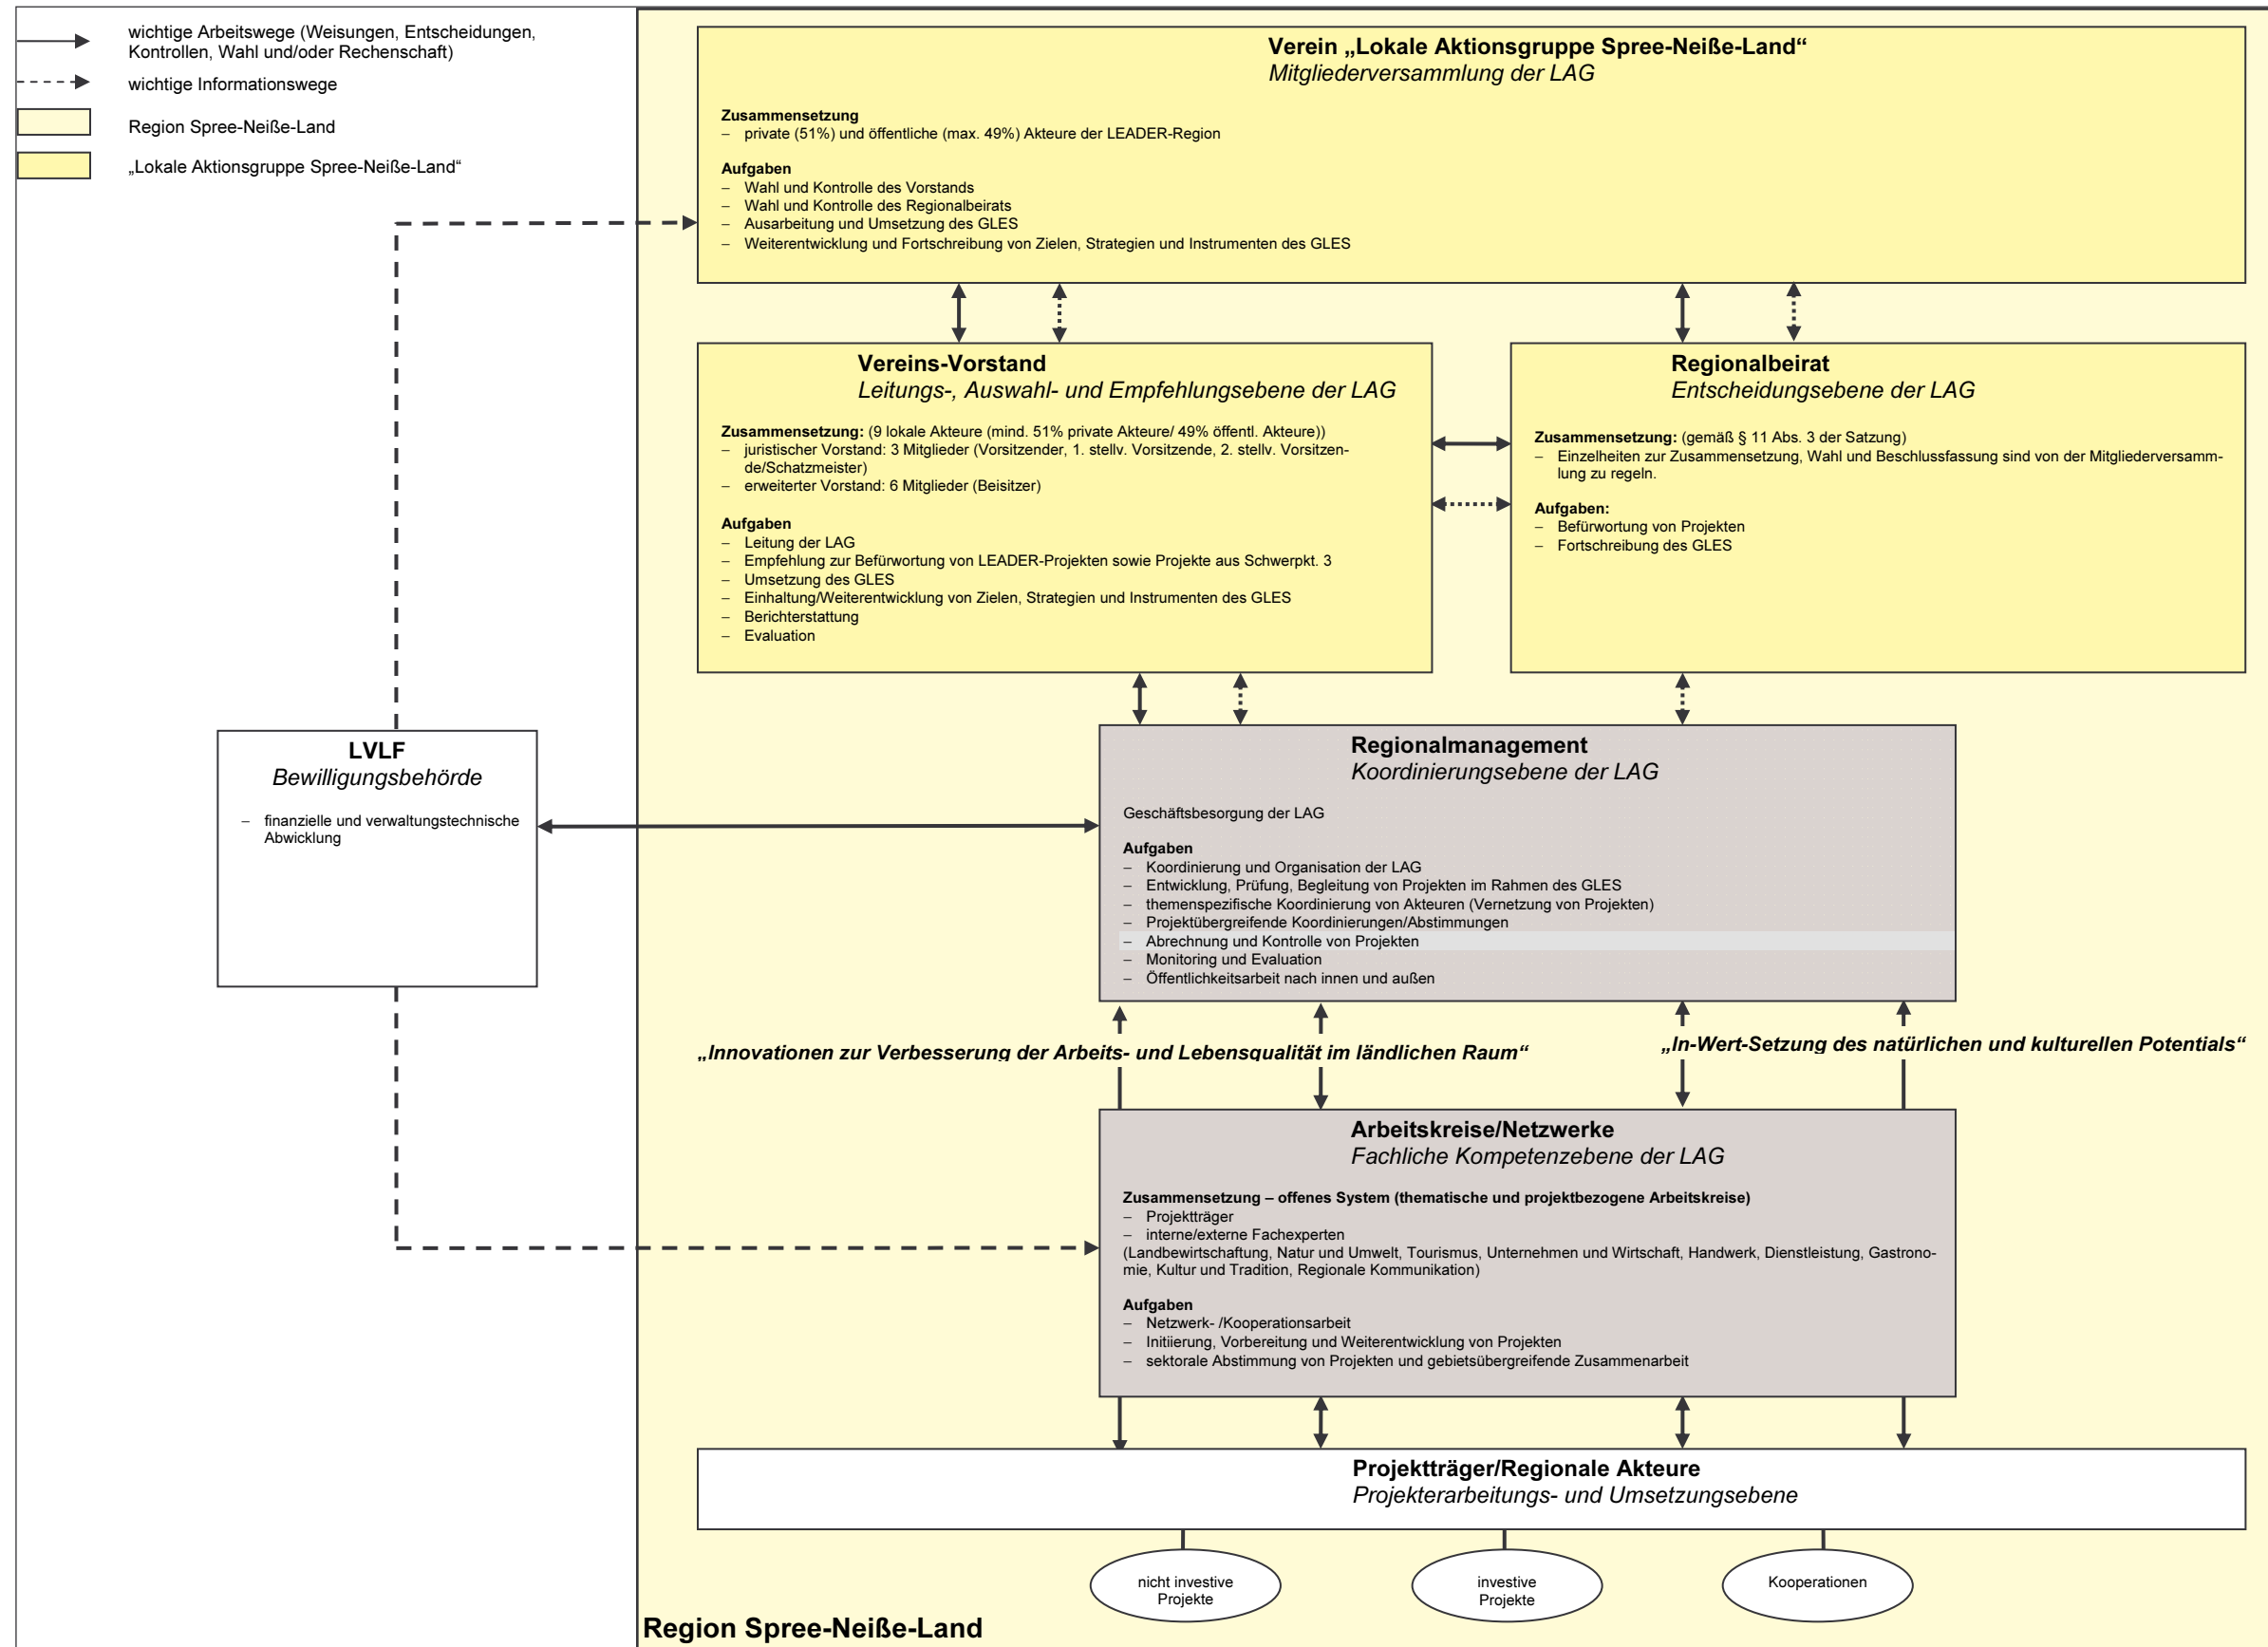 wichtige Arbeitswege (Weisungen, Entscheidungen,
Kontrollen, Wahl und/oder Rechenschaft)
wichtige Informationswege
Region Spree-Neiße-Land
„Lokale Aktionsgruppe Spree-Neiße-Land“
Verein „Lokale Aktionsgruppe Spree-Neiße-Land“
Mitgliederversammlung der LAG
Zusammensetzung
– private (51%) und öffentliche (max. 49%) Akteure der LEADER-Region
Aufgaben
– Wahl und Kontrolle des Vorstands
– Wahl und Kontrolle des Regionalbeirats
– Ausarbeitung und Umsetzung des GLES
– Weiterentwicklung und Fortschreibung von Zielen, Strategien und Instrumenten des GLES
Vereins-Vorstand
Leitungs-, Auswahl- und Empfehlungsebene der LAG
Zusammensetzung: (9 lokale Akteure (mind. 51% private Akteure/ 49% öffentl. Akteure))
– juristischer Vorstand: 3 Mitglieder (Vorsitzender, 1. stellv. Vorsitzende, 2. stellv. Vorsitzen-
de/Schatzmeister)
– erweiterter Vorstand: 6 Mitglieder (Beisitzer)
Aufgaben
– Leitung der LAG
– Empfehlung zur Befürwortung von LEADER-Projekten sowie Projekte aus Schwerpkt. 3
– Umsetzung des GLES
– Einhaltung/Weiterentwicklung von Zielen, Strategien und Instrumenten des GLES
– Berichterstattung
– Evaluation
Regionalbeirat
Entscheidungsebene der LAG
Zusammensetzung: (gemäß § 11 Abs. 3 der Satzung)
– Einzelheiten zur Zusammensetzung, Wahl und Beschlussfassung sind von der Mitgliederversamm-
lung zu regeln.
Aufgaben:
– Befürwortung von Projekten
– Fortschreibung des GLES
LVLF
Bewilligungsbehörde
– finanzielle und verwaltungstechnische
Abwicklung
Regionalmanagement
Koordinierungsebene der LAG
Geschäftsbesorgung der LAG
Aufgaben
– Koordinierung und Organisation der LAG
– Entwicklung, Prüfung, Begleitung von Projekten im Rahmen des GLES
– themenspezifische Koordinierung von Akteuren (Vernetzung von Projekten)
– Projektübergreifende Koordinierungen/Abstimmungen
– Abrechnung und Kontrolle von Projekten
– Monitoring und Evaluation
– Öffentlichkeitsarbeit nach innen und außen
„Innovationen zur Verbesserung der Arbeits- und Lebensqualität im ländlichen Raum“
„In-Wert-Setzung des natürlichen und kulturellen Potentials“
Arbeitskreise/Netzwerke
Fachliche Kompetenzebene der LAG
Zusammensetzung – offenes System (thematische und projektbezogene Arbeitskreise)
– Projektträger
– interne/externe Fachexperten
(Landbewirtschaftung, Natur und Umwelt, Tourismus, Unternehmen und Wirtschaft, Handwerk, Dienstleistung, Gastrono-
mie, Kultur und Tradition, Regionale Kommunikation)
Aufgaben
– Netzwerk- /Kooperationsarbeit
– Initiierung, Vorbereitung und Weiterentwicklung von Projekten
– sektorale Abstimmung von Projekten und gebietsübergreifende Zusammenarbeit
Projektträger/Regionale Akteure
Projekterarbeitungs- und Umsetzungsebene
nicht investive
Projekte
investive
Projekte
Kooperationen
Region Spree-Neiße-Land